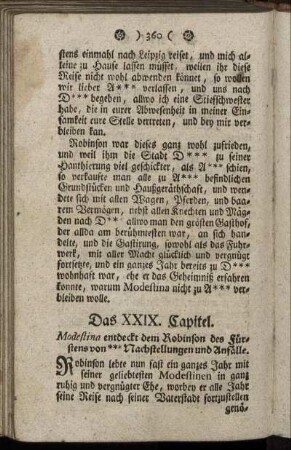 ) 360 (
stens einmahl nach Leipzig reiset, und mich al-
leine zu Hause lassen müsset. weilen ihr diese
Reise nicht wohl abwenden könnet, so wollen
wir lieber A*** verlassen, und uns nach
D*** begeben, allwo ich eine Stiefschwester
habe, die in eurer Abwesenheit in meiner Ein-
samkeit eure Stelle vertreten, und bey mir ver-
bleiben kan.
Robinson war dieses ganz wohl zufrieden,
und weil ihm die Stadt D*** zu seiner
Hanthierung viel geschickter, als A*** schien,
so verkaufte man alle zu A*** befindlichen
Grundstücken und Haußgeräthschaft, und wen-
dete sich mit allen Wagen, Pferden, und baa-
rem Vermögen, nebst allen Knechten und Mäg-
den nach D** allwo man den grösten Gasthof,
der allda am berühmtesten war, an sich han-
delte, und die Gastirung, sowohl als das Fuhr-
werk, mit aller Macht glücklich und vergnügt
fortsetzte, und ein ganzes Jahr bereits zu D***
wohnhaft war, ehe er das Geheimniß erfahren
konnte, warum Modestina nicht zu A*** ver-
bleiben wolle.
Das XXIX. Capitel.
Modestina entdeckt dem Robinson des Für-
stens von *** Nachstellungen und Anfälle.
Robinson lebte nun fast ein ganzes Jahr mit
seiner geliebtesten Modestinen in ganz
ruhig und vergnügter Ehe, worbey er alle Jahr
seine Reise nach seiner Vaterstadt fortzustellen
genö-